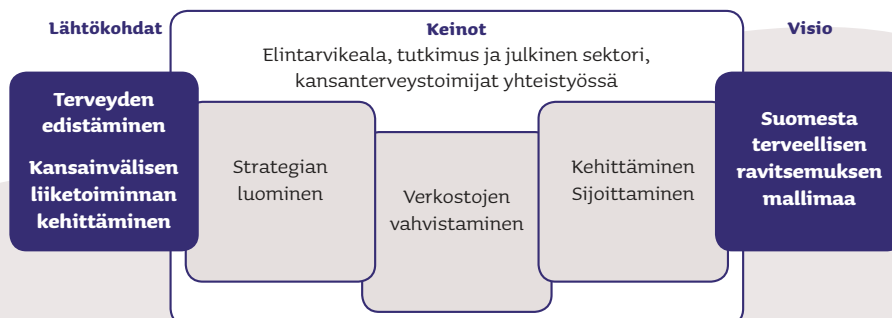 Lähtökohdat
Terveyden
edistäminen
Kansainvälisen
liiketoiminnan
kehittäminen
Keinot
Elintarvikeala, tutkimus ja julkinen sektori,
kansanterveystoimijat yhteistyössä
Strategian
luominen
Verkostojen
vahvistaminen
Kehittäminen
Sijoittaminen
Visio
Suomesta
terveellisen
ravitsemuksen
mallimaa